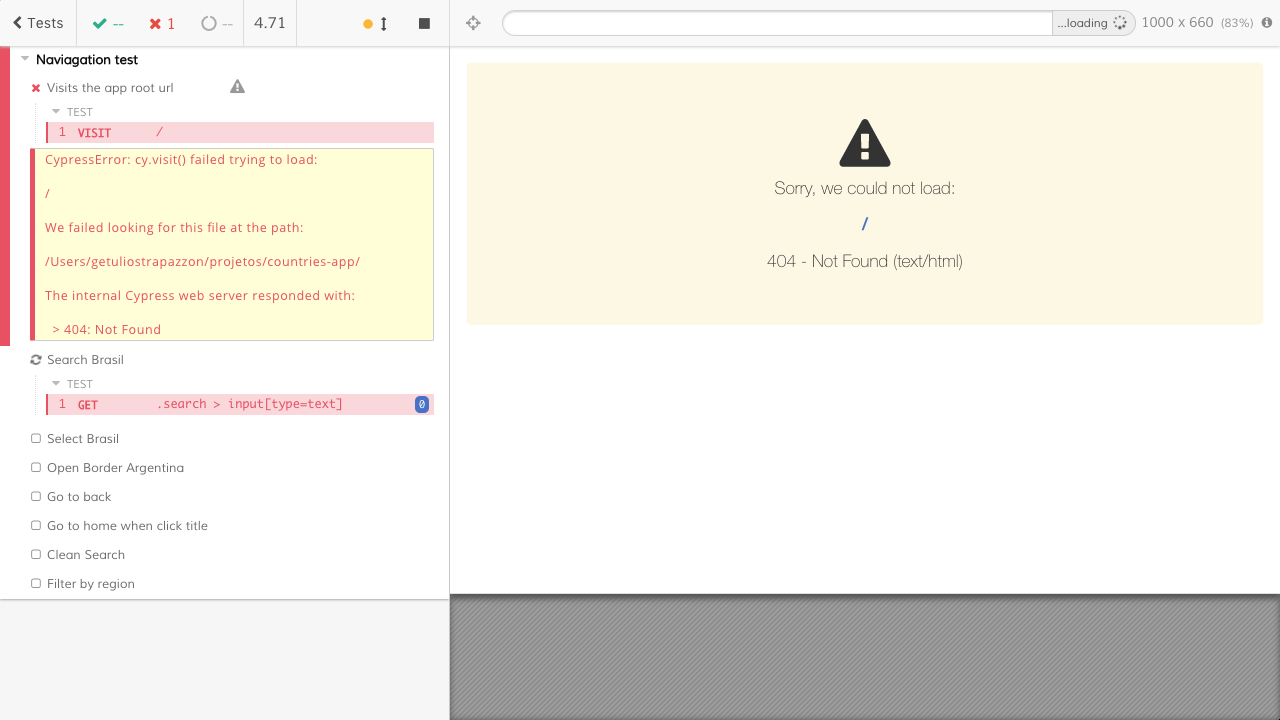 Tests
--
1
--
4.71
...loading
1000 x 660 (83%)
Naviagation test
Visits the app root url
TEST
1 VISIT /
CypressError: cy.visit() failed trying to load:
/
We failed looking for this file at the path:
/Users/getuliostrapazzon/projetos/countries-app/
The internal Cypress web server responded with:
> 404: Not Found
Search Brasil
TEST
1 GET .search > input[type=text] 0
Select Brasil
Open Border Argentina
Go to back
Go to home when click title
Clean Search
Filter by region
Sorry, we could not load:
/
404 - Not Found (text/html)